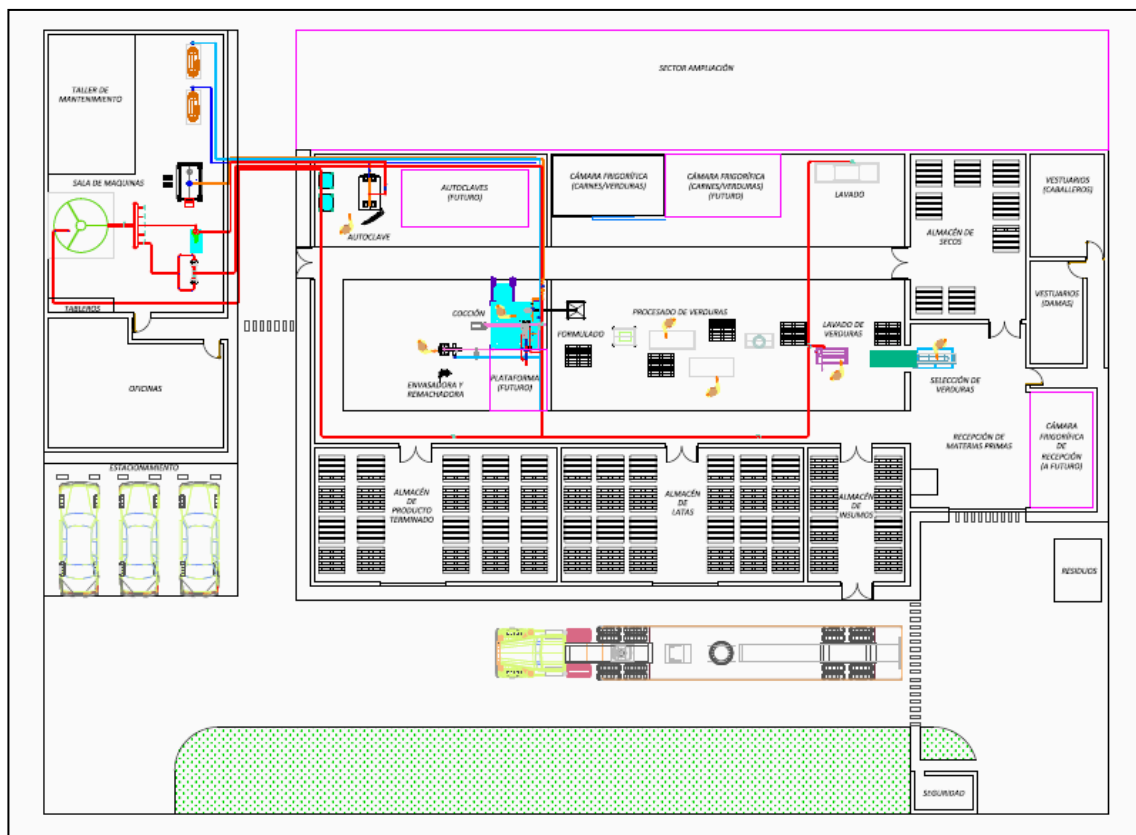 SECTOR AMPLIACIÓN
TALLER DE
MANTENIMIENTO
SALA DE MAQUINAS
TABLEROS
OFICINAS
ESTACIONAMIENTO
AUTOCLAVE
AUTOCLAVES
(FUTURO)
CÁMARA FRIGORÍFICA
(CARNES/VERDURAS)
CÁMARA FRIGORÍFICA
(CARNES/VERDURAS)
(FUTURO)
LAVADO
ALMACÉN DE
SECOS
VESTUARIOS
(CABALLEROS)
VESTUARIOS
(DAMAS)
COCCIÓN
ENVASADORA Y
REMACHADORA
PLATAFORMA
(FUTURO)
FORMULADO
PROCESADO DE VERDURAS
LAVADO DE
VERDURAS
SELECCIÓN DE
VERDURAS
RECEPCIÓN DE
MATERIAS PRIMAS
CÁMARA
FRIGORÍFICA
DE
RECEPCIÓN
(A FUTURO)
ALMACÉN
DE
PRODUCTO
TERMINADO
ALMACÉN
DE
LATAS
ALMACÉN
DE
INSUMOS
RESIDUOS
SEGURIDAD